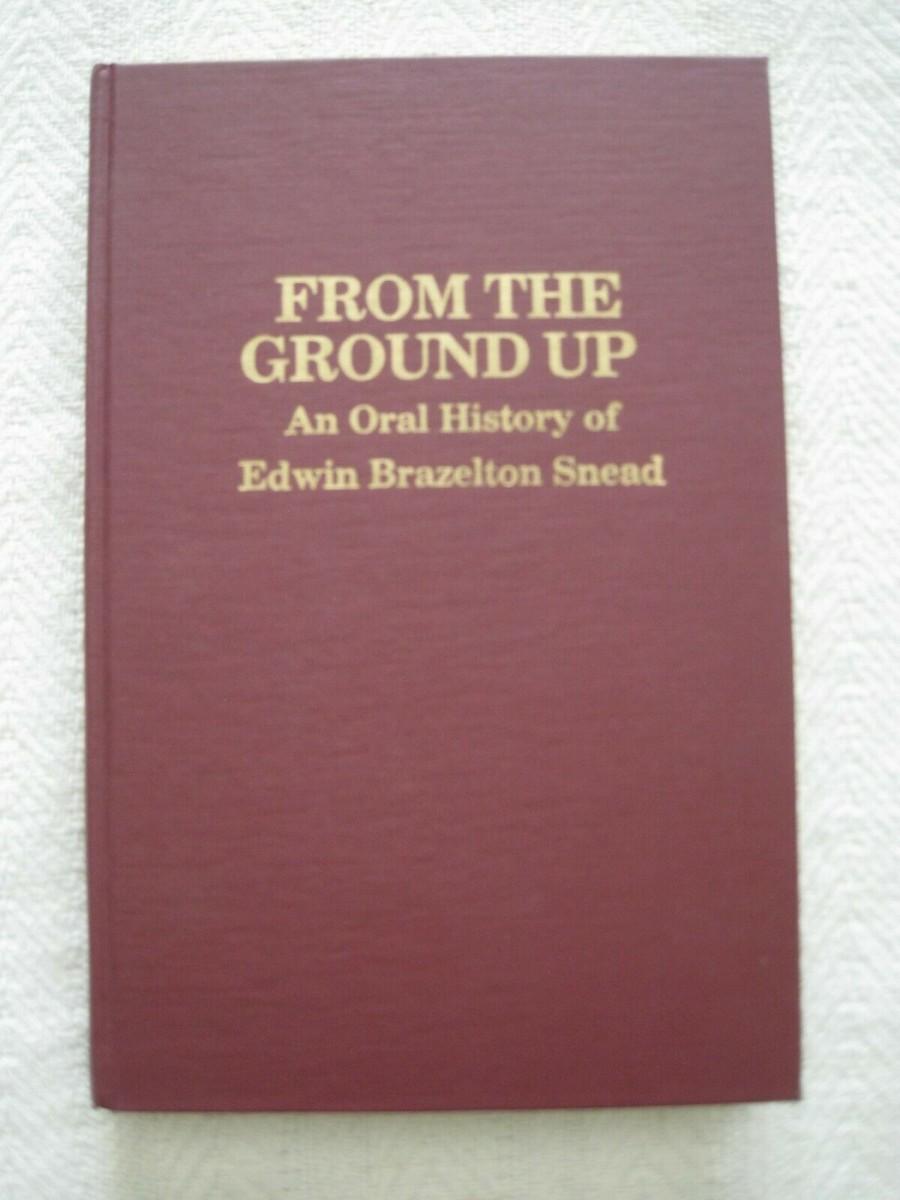 FROM THE
GROUND UP
An Oral History of
Edwin Brazelton Snead